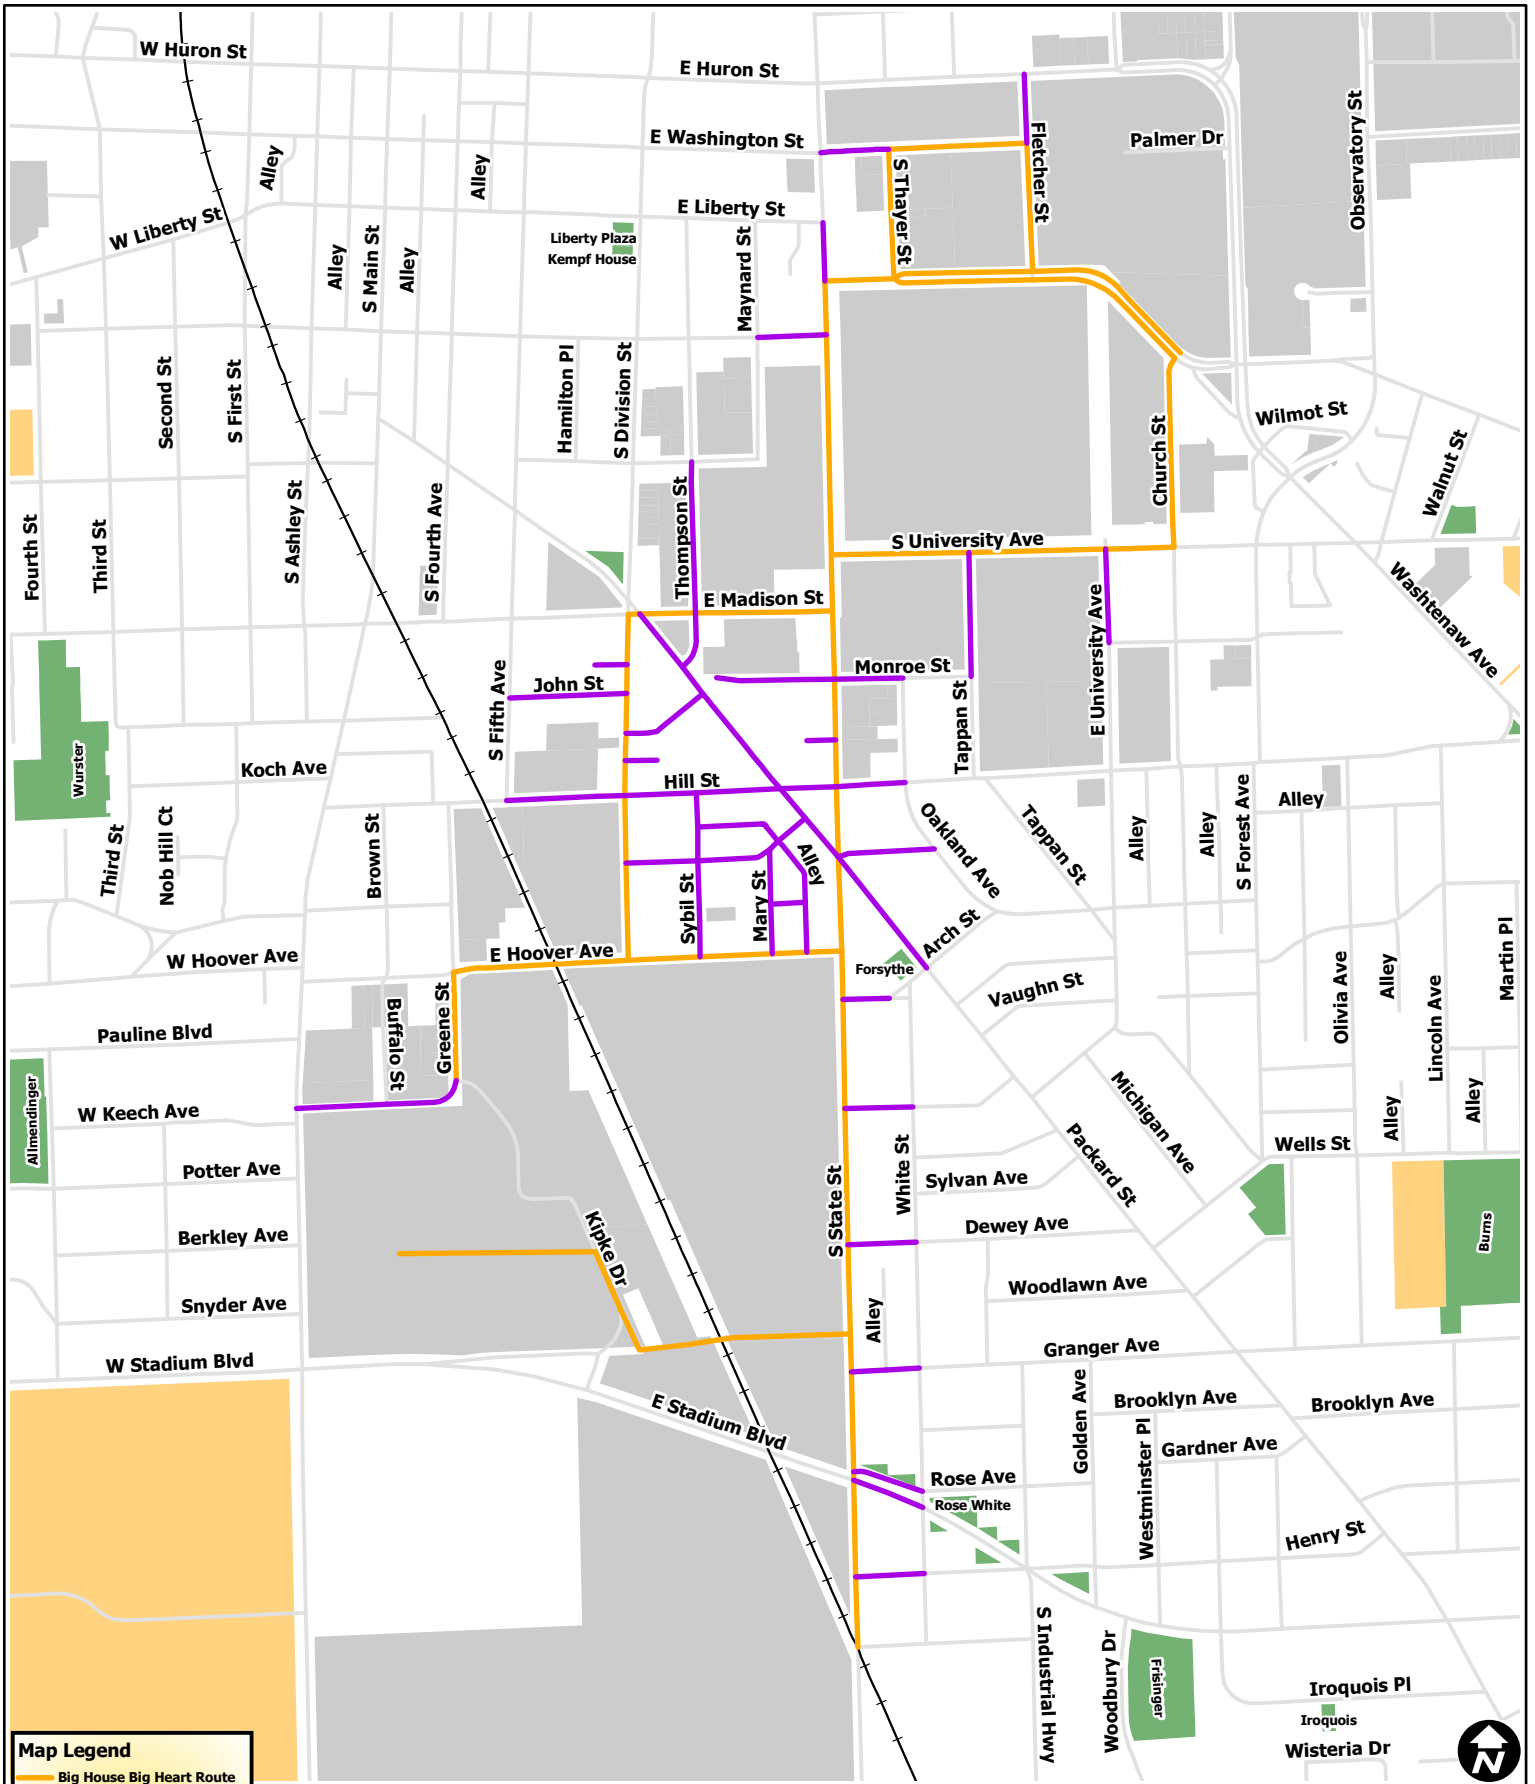 W Huron St
E Huron St
E Washington St
Palmer Dr
Fletcher St
Observatory St
Alley
Alley
S Thayer St
W Liberty St
E Liberty St
Liberty Plaza
Kempf House
Maynard St
Alley
S Main St
Alley
Second St
S First St
Hamilton Pl
S Division St
Wilmot St
Church St
Walnut St
Fourth St
Third St
S Ashley St
S Fourth Ave
Thompson St
S University Ave
Washtenaw Ave
E Madison St
E University Ave
Monroe St
S Fifth Ave
John St
Tappan St
Wurster
Koch Ave
Hill St
Alley
S Forest Ave
Third St
Nob Hill Ct
Brown St
Alley
Oakland Ave
Tappan St
Alley
Alley
Sybil St
Mary St
Arch St
Martin Pl
W Hoover Ave
E Hoover Ave
Forsythe
Vaughn St
Olivia Ave
Alley
Lincoln Ave
Pauline Blvd
Buffalo St
Greene St
Allmendinger
W Keech Ave
Michigan Ave
Alley
Alley
Packard St
Wells St
Potter Ave
White St
Sylvan Ave
S State St
Dewey Ave
Berkley Ave
Kipke Dr
Burns
Woodlawn Ave
Snyder Ave
Alley
Granger Ave
W Stadium Blvd
E Stadium Blvd
Golden Ave
Brooklyn Ave
Brooklyn Ave
Westminster Pl
Gardner Ave
Rose Ave
Rose White
Henry St
S Industrial Hwy
Woodbury Dr
Frisinger
Iroquois Pl
Iroquois
Wisteria Dr
N
Map Legend
Big House Big Heart Route